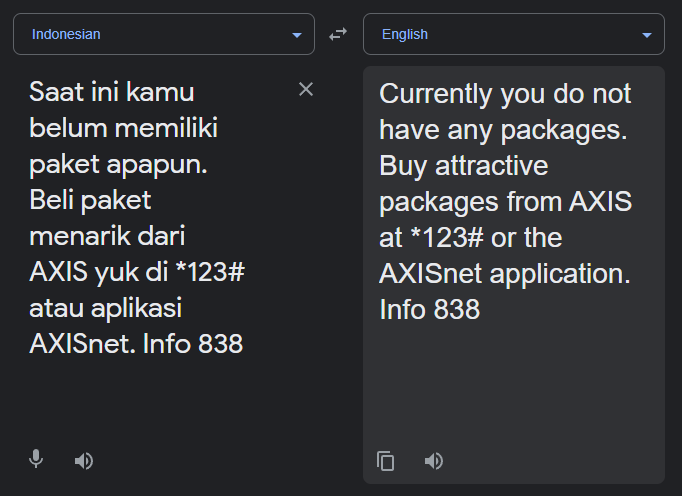 Indonesian
English
Saat ini kamu
belum memiliki
paket apapun.
Beli paket
menarik dari
AXIS yuk di *123#
atau aplikasi
AXISnet. Info 838
Currently you do not
have any packages.
Buy attractive
packages from AXIS
at *123# or the
AXISnet application.
Info 838